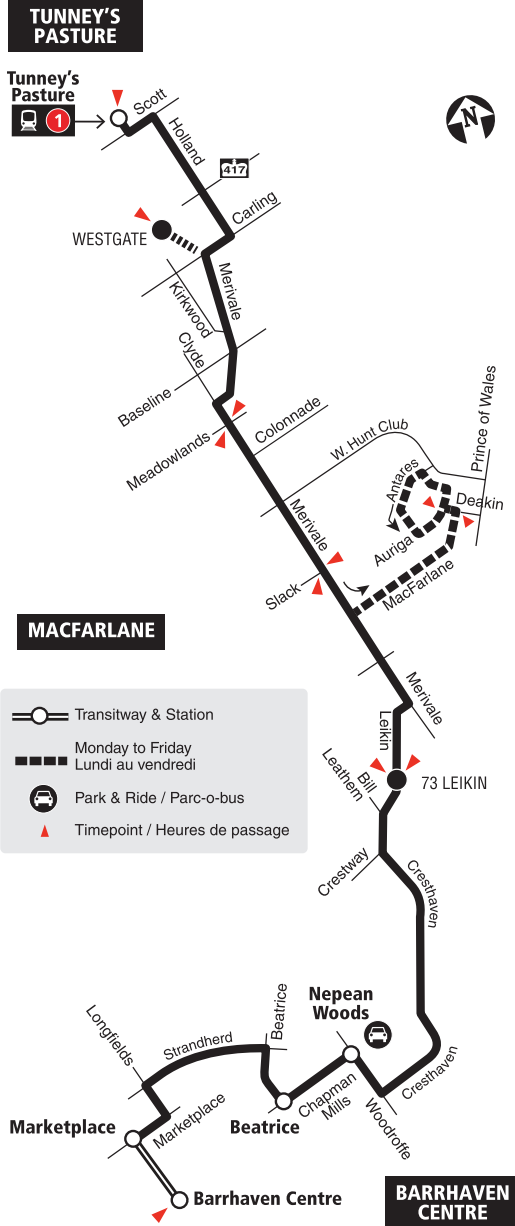 TUNNEY'S
PASTURE
Tunney's
Pasture
1
Scott
N
Holland
417
Carling
WESTGATE
Merivale
Kirkwood
Clyde
Baseline
Meadowlands
Colonnade
W. Hunt Club
Prince of Wales
Antares
Deakin
Merivale
Auriga
MacFarlane
Slack
MACFARLANE
Merivale
Transitway & Station
Monday to Friday
Lundi au vendredi
Park & Ride / Parc-o-bus
Timepoint / Heures de passage
Leikin
73 LEIKIN
Bill
Leathem
Crestway
Cresthaven
Nepean
Woods
Beatrice
Longfields
Strandherd
Cresthaven
Chapman
Mills
Woodroffe
Marketplace
Marketplace
Beatrice
Barrhaven Centre
BARRHAVEN
CENTRE